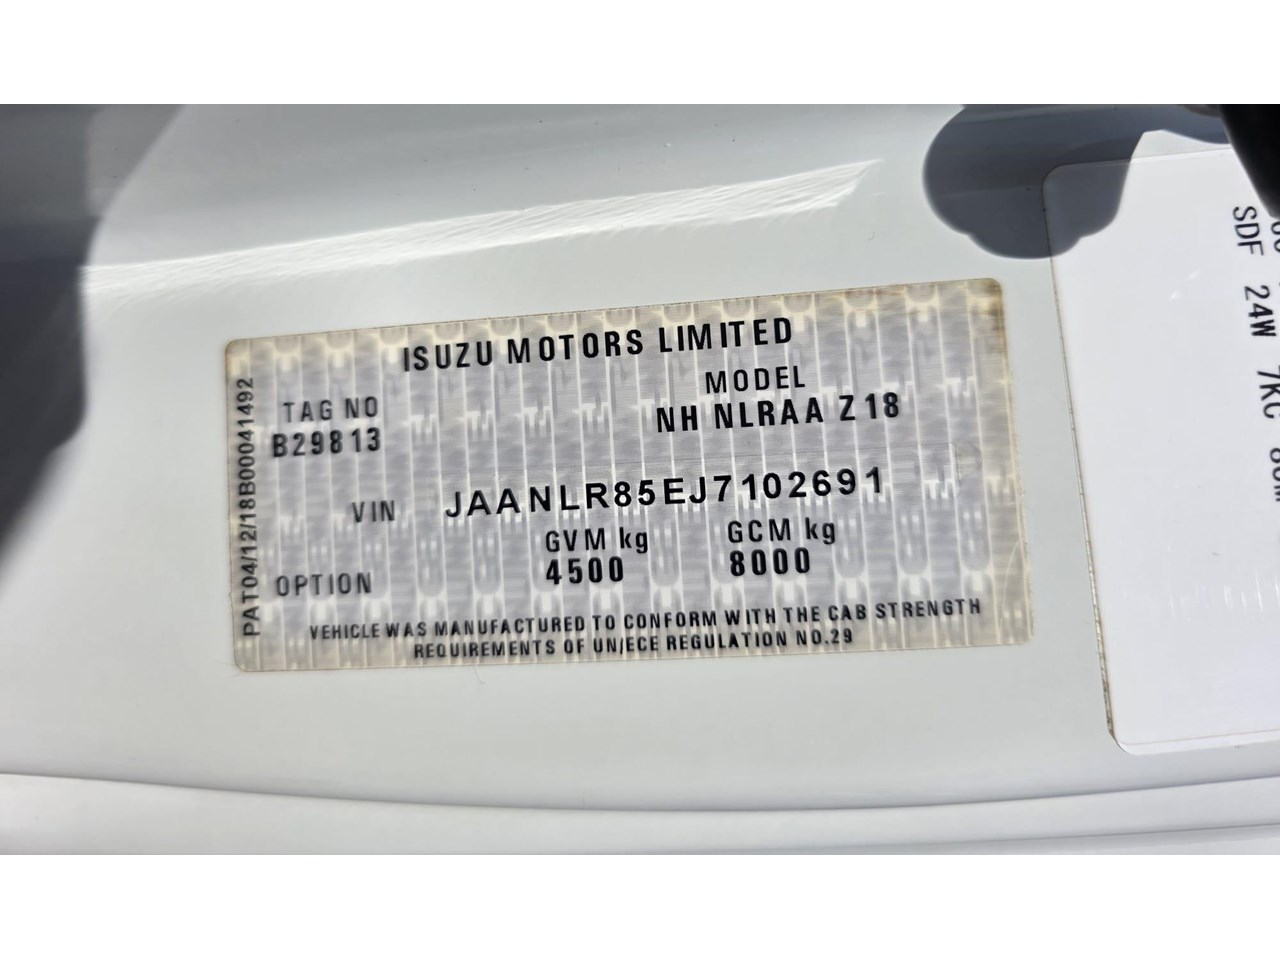 ISUZU MOTORS LIMITED
MODEL
TAG NO
NH NLRAA Z18
B29813
VIN JAANLR85EJ7102691
GVM kg GCM kg
4500 8000
OPTION
VEHICLE WAS MANUFACTURED TO CONFORM WITH THE CAB STRENGTH
REQUIREMENTS OF UN/ECE REGULATION NO.29
PAT04/12/18B00041492
SDF 24W 7KC